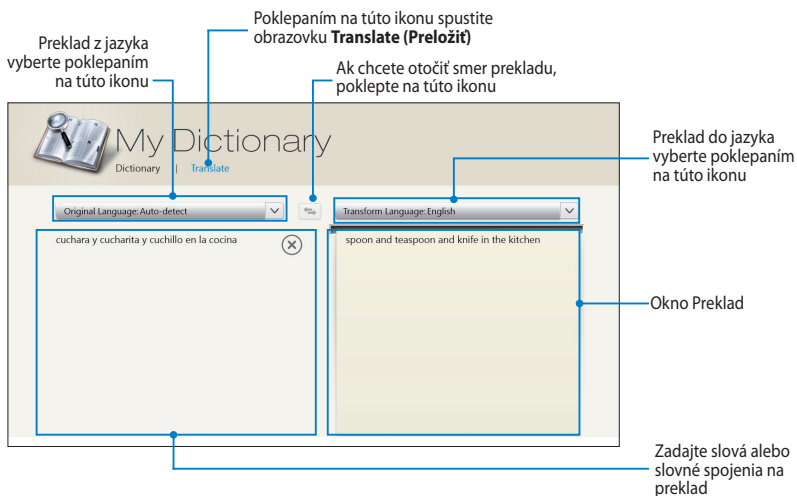 Poklepaním na túto ikonu spustite
obrazovku Translate (Preložiť)
Preklad z jazyka
vyberte poklepaním
na túto ikonu
Ak chcete otočiť smer prekladu,
poklepte na túto ikonu
My Dictionary
Dictionary | Translate
Preklad do jazyka
vyberte poklepaním
na túto ikonu
Original Language: Auto-detect
Transform Language: English
cuchara y cucharita y cuchillo en la cocina
spoon and teaspoon and knife in the kitchen
Okno Preklad
Zadajte slová alebo
slovné spojenia na
preklad